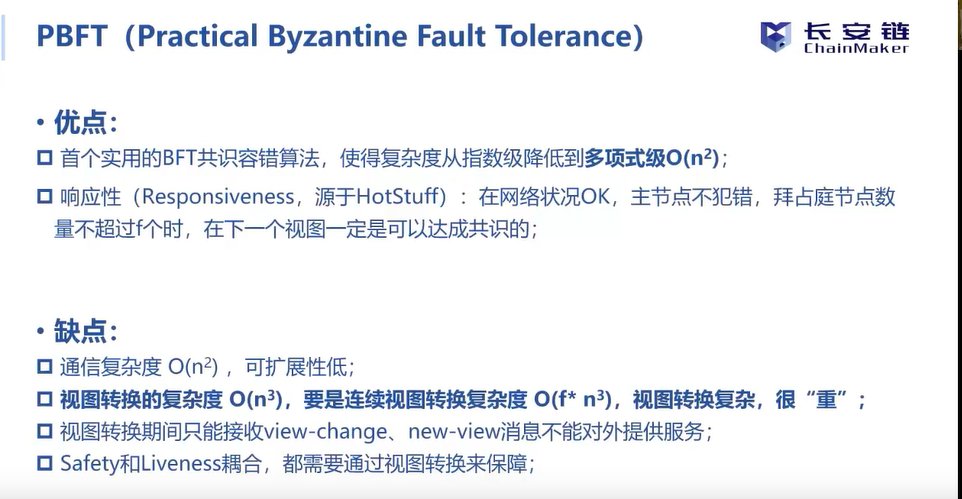 PBFT（Practical Byzantine Fault Tolerance）
长安链
ChainMaker
• 优点：
首个实用的BFT共识容错算法，使得复杂度从指数级降低到多项式级O(n²)；
响应性（Responsiveness，源于HotStuff）：在网络状况OK，主节点不犯错，拜占庭节点数
量不超过f个时，在下一个视图一定是可以达成共识的；
• 缺点：
通信复杂度 O(n²) ，可扩展性低；
视图转换的复杂度 O(n³)，要是连续视图转换复杂度 O(f* n³)，视图转换复杂，很“重”；
视图转换期间只能接收view-change、new-view消息不能对外提供服务；
Safety和Liveness耦合，都需要通过视图转换来保障；